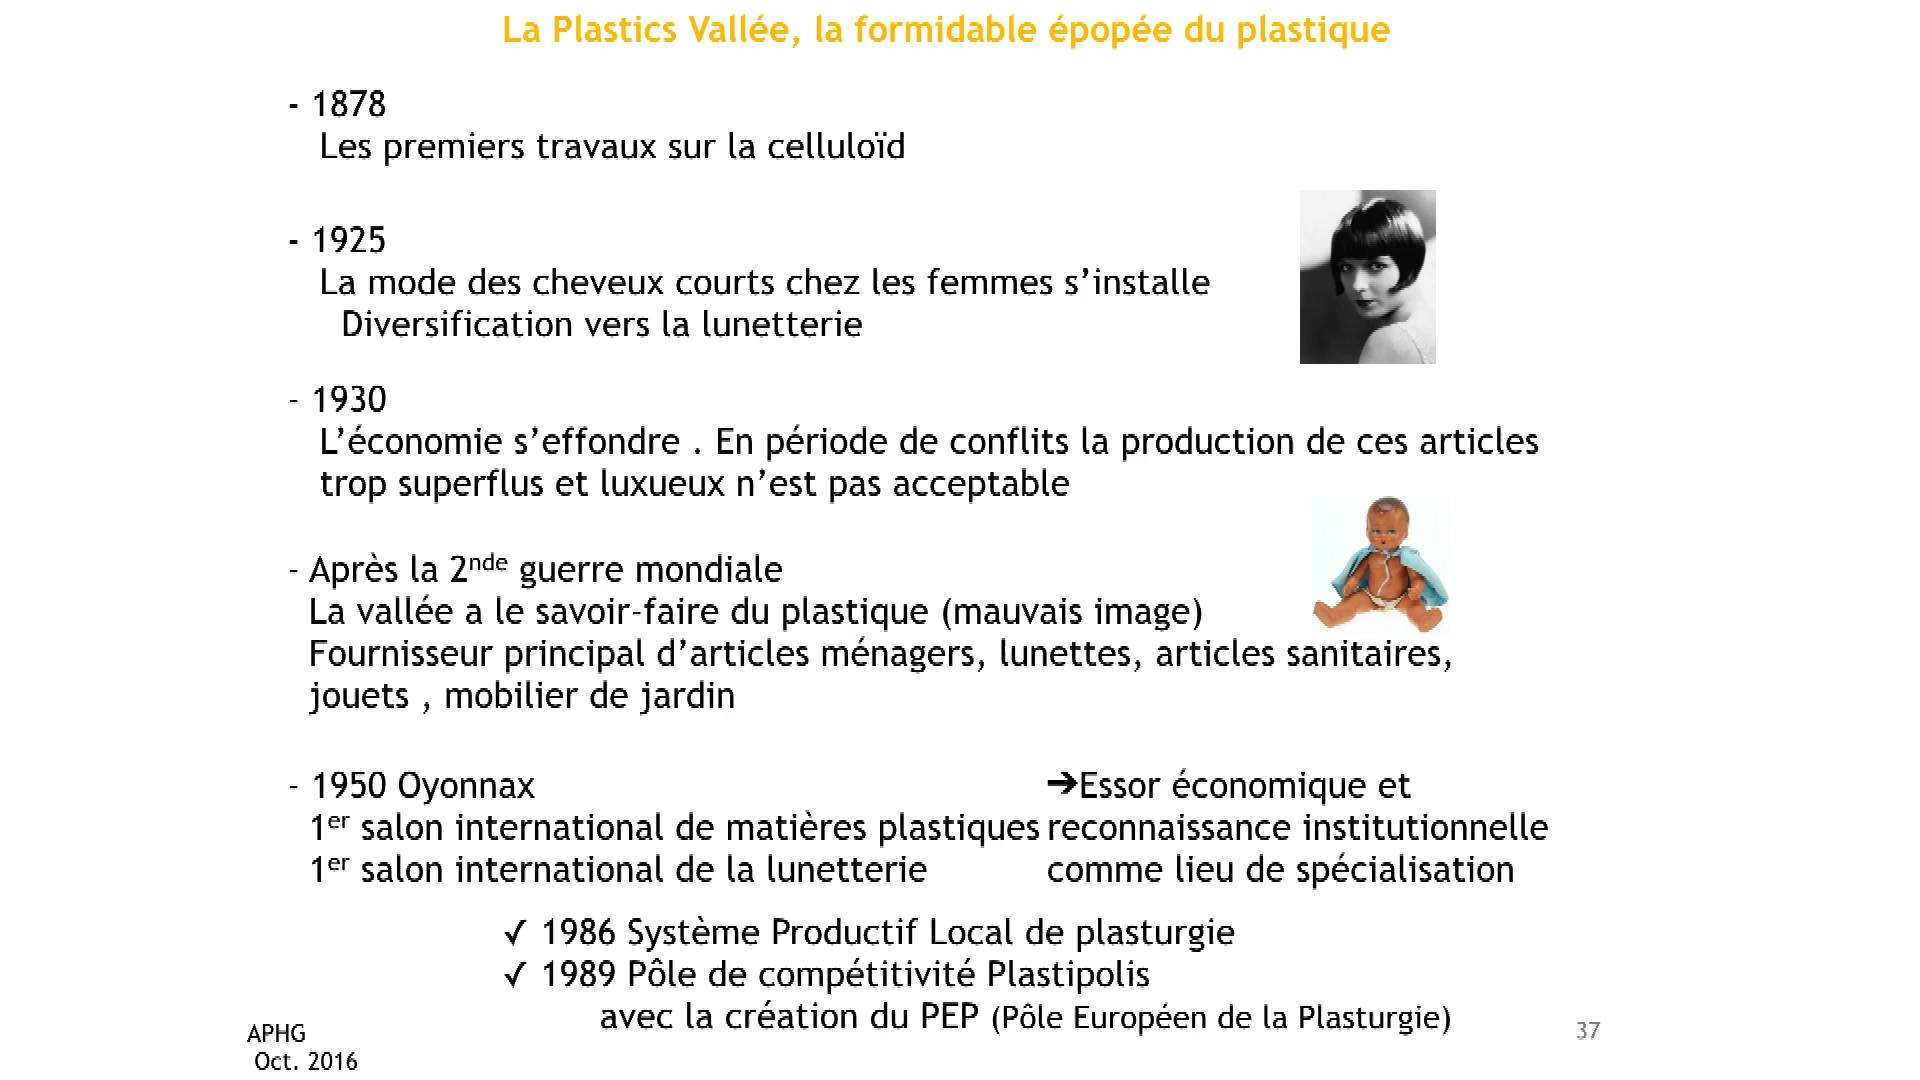 La Plastics Vallée, la formidable épopée du plastique
- 1878
Les premiers travaux sur la celluloïd
- 1925
La mode des cheveux courts chez les femmes s’installe
Diversification vers la lunetterie
- 1930
L’économie s’effondre . En période de conflits la production de ces articles
trop superflus et luxueux n’est pas acceptable
- Après la 2nde guerre mondiale
La vallée a le savoir-faire du plastique (mauvais image)
Fournisseur principal d’articles ménagers, lunettes, articles sanitaires,
jouets , mobilier de jardin
- 1950 Oyonnax
1er salon international de matières plastiques
1er salon international de la lunetterie
➔Essor économique et
reconnaissance institutionnelle
comme lieu de spécialisation
✓ 1986 Système Productif Local de plasturgie
✓ 1989 Pôle de compétitivité Plastipolis
avec la création du PEP (Pôle Européen de la Plasturgie)
APHG
Oct. 2016
37